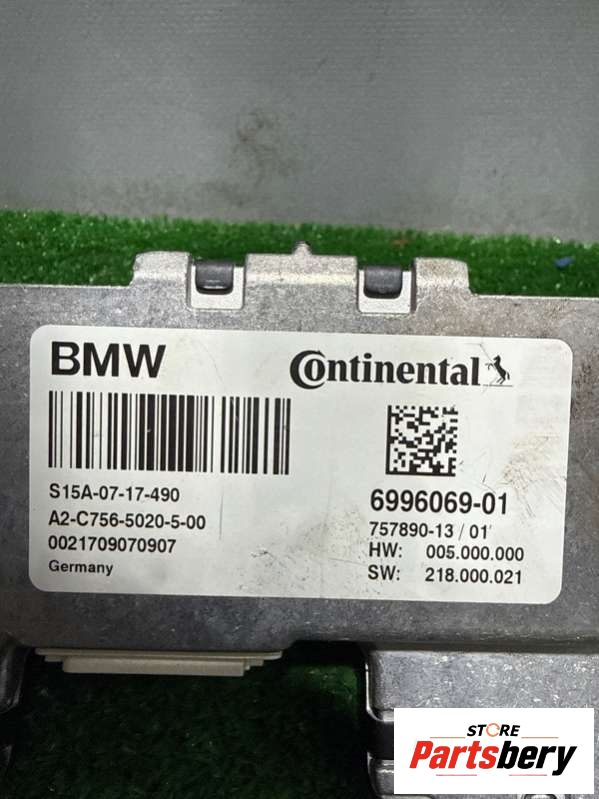 BMW
Continental
S15A-07-17-490
A2-C756-5020-5-00
0021709070907
Germany
6996069-01
757890-13 / 01
HW: 005.000.000
SW: 218.000.021
STORE
Partsbery